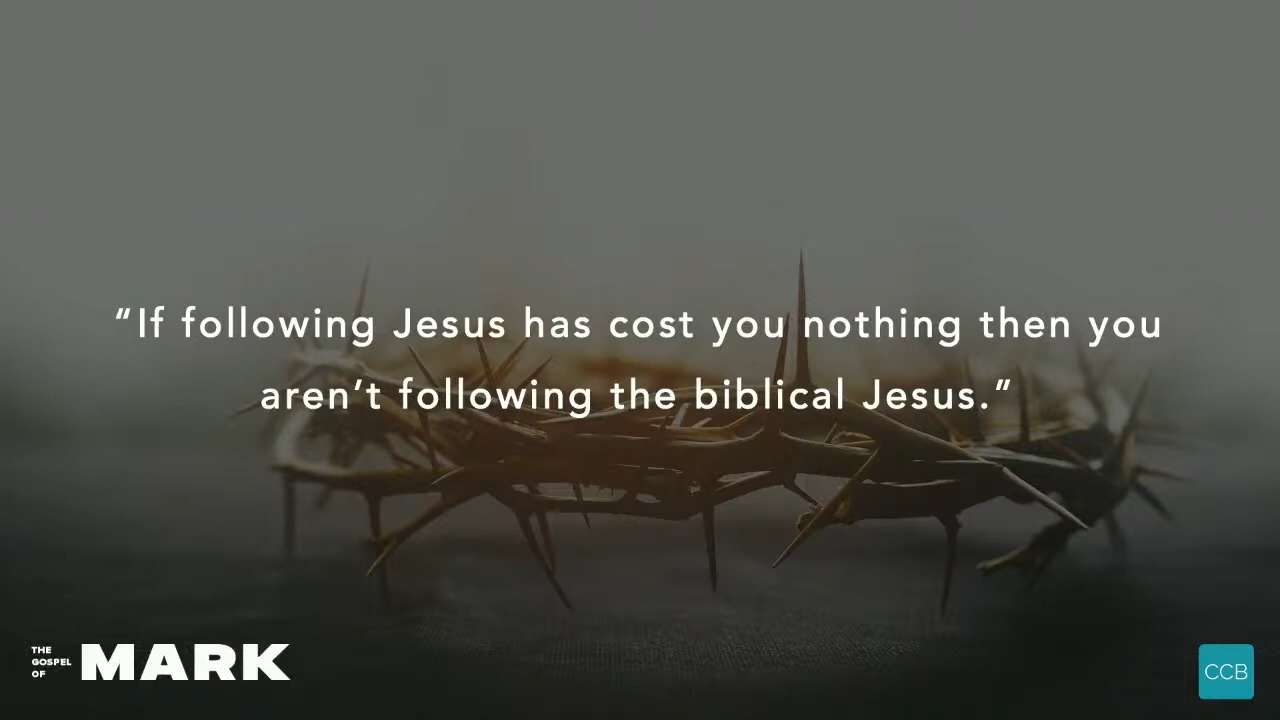 “If following Jesus has cost you nothing then you
aren’t following the biblical Jesus.”
THE
GOSPEL
OF
MARK
CCB